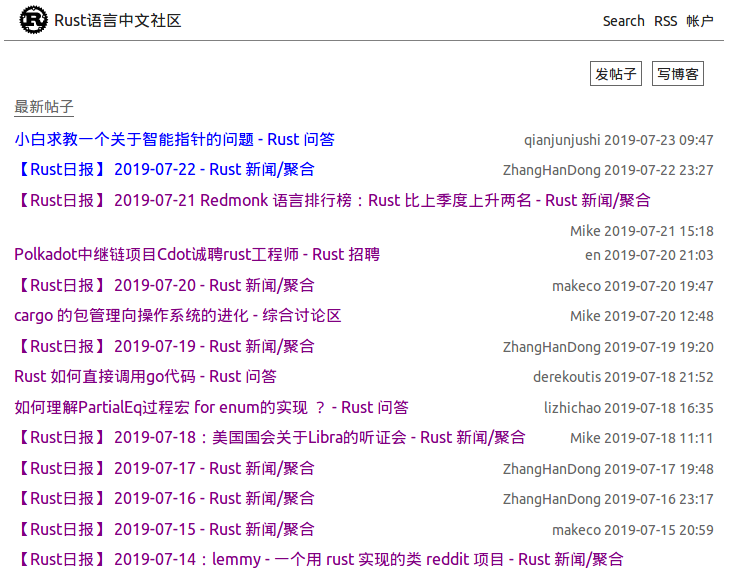 Rust语言中文社区 Search RSS 帐户
发帖子 写博客
最新帖子
小白求教一个关于智能指针的问题 - Rust 问答 qianjunjushi 2019-07-23 09:47
【Rust日报】 2019-07-22 - Rust 新闻/聚合 ZhangHanDong 2019-07-22 23:27
【Rust日报】 2019-07-21 Redmonk 语言排行榜：Rust 比上季度上升两名 - Rust 新闻/聚合
Mike 2019-07-21 15:18
Polkadot中继链项目Cdot诚聘rust工程师 - Rust 招聘 en 2019-07-20 21:03
【Rust日报】 2019-07-20 - Rust 新闻/聚合 makeco 2019-07-20 19:47
cargo 的包管理向操作系统的进化 - 综合讨论区 Mike 2019-07-20 12:48
【Rust日报】 2019-07-19 - Rust 新闻/聚合 ZhangHanDong 2019-07-19 19:20
Rust 如何直接调用go代码 - Rust 问答 derekoutis 2019-07-18 21:52
如何理解PartialEq过程宏 for enum的实现 ？ - Rust 问答 lizhichao 2019-07-18 16:35
【Rust日报】 2019-07-18：美国国会关于Libra的听证会 - Rust 新闻/聚合 Mike 2019-07-18 11:11
【Rust日报】 2019-07-17 - Rust 新闻/聚合 ZhangHanDong 2019-07-17 19:48
【Rust日报】 2019-07-16 - Rust 新闻/聚合 ZhangHanDong 2019-07-16 23:17
【Rust日报】 2019-07-15 - Rust 新闻/聚合 makeco 2019-07-15 20:59
【Rust日报】 2019-07-14：lemmy - 一个用 rust 实现的类 reddit 项目 - Rust 新闻/聚合